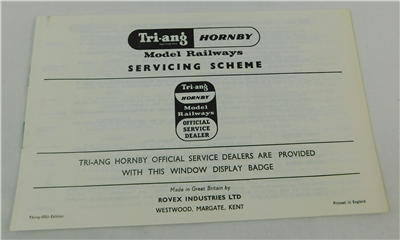 Tri-ang HORNBY
Model Railways
SERVICING SCHEME
Tri-ang
HORNBY
Model
Railways
OFFICIAL
SERVICE
DEALER
TRI-ANG HORNBY OFFICIAL SERVICE DEALERS ARE PROVIDED
WITH THIS WINDOW DISPLAY BADGE
Made in Great Britain by
ROVEX INDUSTRIES LTD
WESTWOOD, MARGATE, KENT
Edition
Printed in England